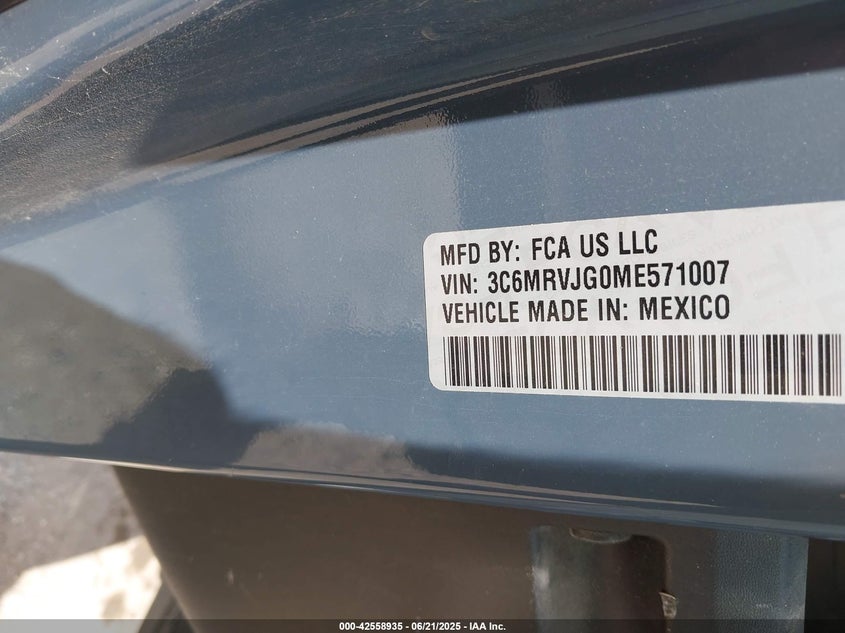 MFD BY: FCA US LLC
VIN: 3C6MRVJG0ME571007
VEHICLE MADE IN: MEXICO
000-42558935 - 06/21/2025 - IAA Inc.